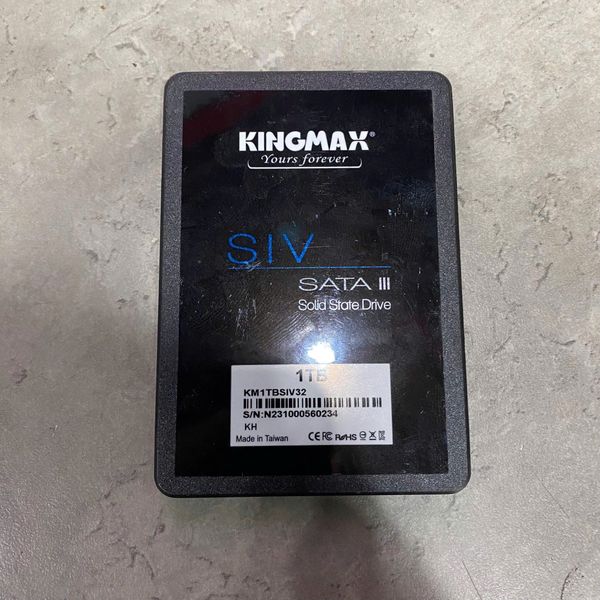 KINGMAX®
Yours forever
SIV
SATA III
Solid State Drive
1TB
KM1TBSIV32
S/N:N231000560234
KH
Made in Taiwan CE FC RoHS